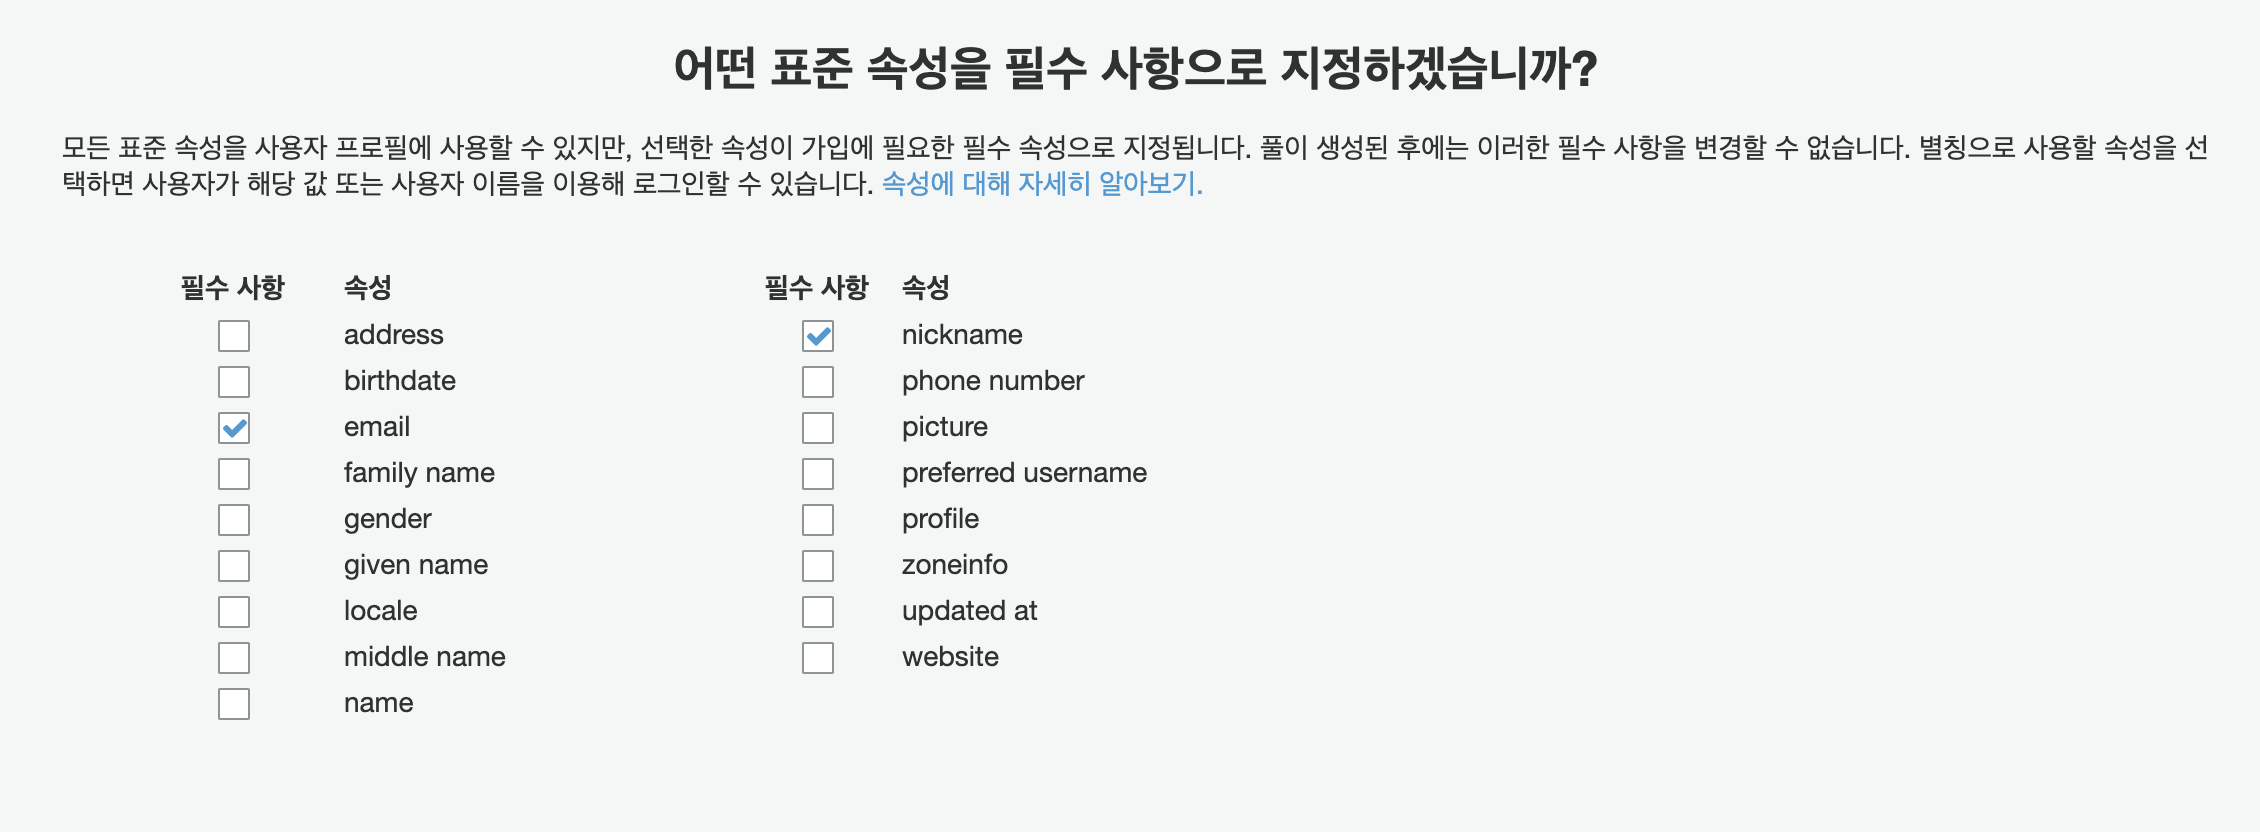 어떤 표준 속성을 필수 사항으로 지정하겠습니까?
모든 표준 속성을 사용자 프로필에 사용할 수 있지만, 선택한 속성이 가입에 필요한 필수 속성으로 지정됩니다. 풀이 생성된 후에는 이러한 필수 사항을 변경할 수 없습니다. 별칭으로 사용할 속성을 선
택하면 사용자가 해당 값 또는 사용자 이름을 이용해 로그인할 수 있습니다. 속성에 대해 자세히 알아보기.
필수 사항 속성
address
birthdate
email
family name
gender
given name
locale
middle name
name
필수 사항 속성
nickname
phone number
picture
preferred username
profile
zoneinfo
updated at
website